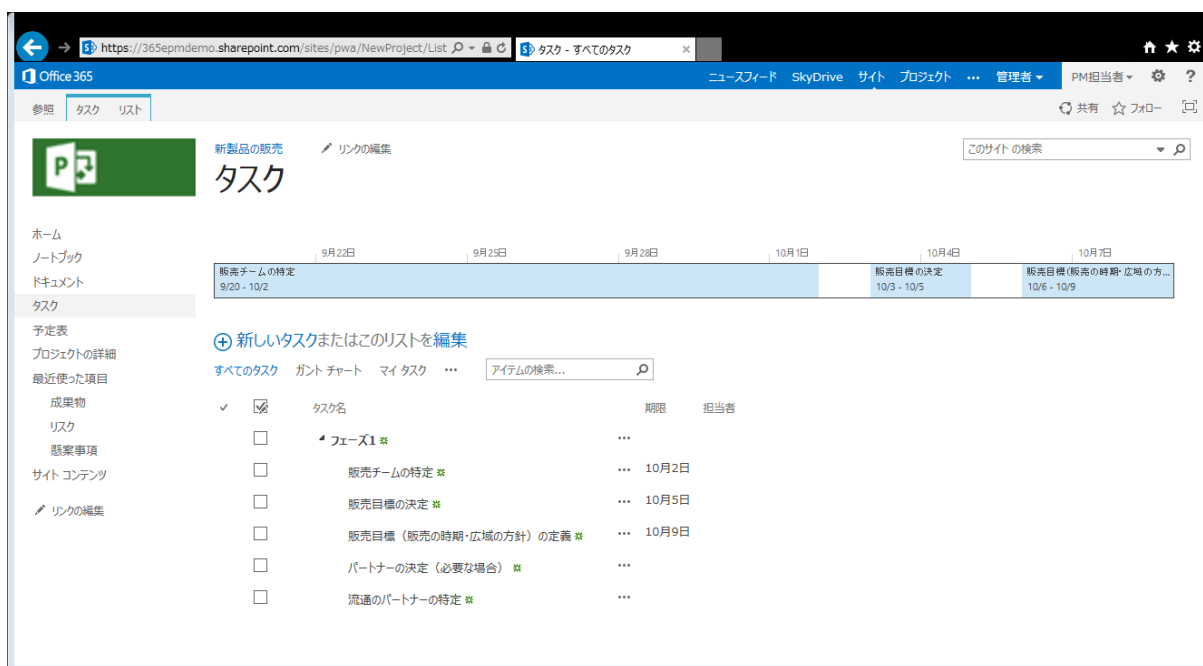 https://365epmdemo.sharepoint.com/sites/pwa/NewProject/List
タスク - すべてのタスク
Office 365
ニュースフィード SkyDrive サイト プロジェクト ... 管理者 PM担当者 ?
参照 タスク リスト
共有 フォロー
新製品の販売 リンクの編集
このサイト の検索
タスク
ホーム
ノートブック
ドキュメント
タスク
予定表
プロジェクトの詳細
最近使った項目
成果物
リスク
懸案事項
サイト コンテンツ
リンクの編集
9月22日 9月25日 9月28日 10月1日 10月4日 10月7日
販売チームの特定 販売目標の決定 販売目標(販売の時期・広域の方...
9/20 - 10/2 10/3 - 10/5 10/6 - 10/9
新しいタスクまたはこのリストを編集
すべてのタスク ガント チャート マイ タスク ... アイテムの検索...
タスク名 期限 担当者
フェーズ1 ...
販売チームの特定 ... 10月2日
販売目標の決定 ... 10月5日
販売目標（販売の時期・広域の方針）の定義 ... 10月9日
パートナーの決定（必要な場合） ...
流通のパートナーの特定 ...